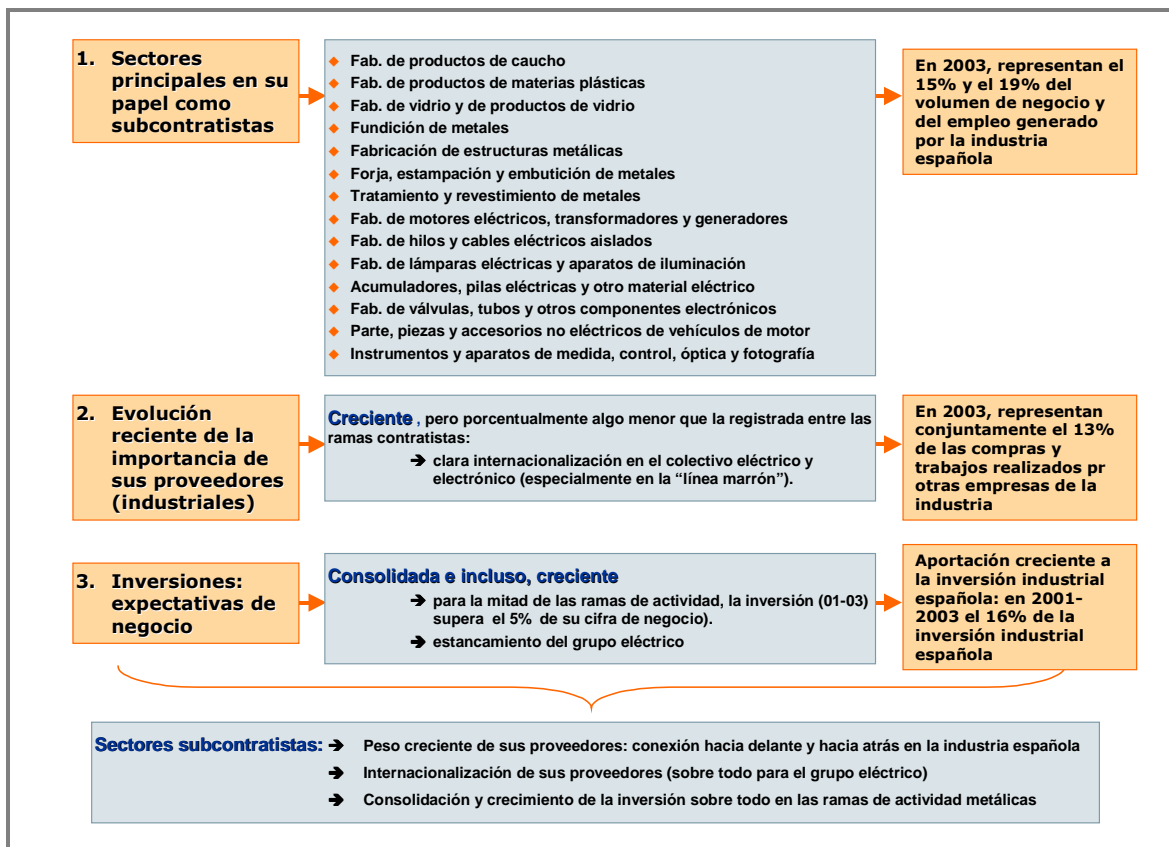 1. Sectores
principales en su
papel como
subcontratistas
Fab. de productos de caucho
Fab. de productos de materias plásticas
Fab. de vidrio y de productos de vidrio
Fundición de metales
Fabricación de estructuras metálicas
Forja, estampación y embutición de metales
Tratamiento y revestimiento de metales
Fab. de motores eléctricos, transformadores y generadores
Fab. de hilos y cables eléctricos aislados
Fab. de lámparas eléctricas y aparatos de iluminación
Acumuladores, pilas eléctricas y otro material eléctrico
Fab. de válvulas, tubos y otros componentes electrónicos
Parte, piezas y accesorios no eléctricos de vehículos de motor
Instrumentos y aparatos de medida, control, óptica y fotografía
En 2003, representan el
15% y el 19% del
volumen de negocio y
del empleo generado
por la industria
española
2. Evolución
reciente de la
importancia de
sus proveedores
(industriales)
Creciente , pero porcentualmente algo menor que la registrada entre las
ramas contratistas:
➔ clara internacionalización en el colectivo eléctrico y
electrónico (especialmente en la “línea marrón”).
En 2003, representan
conjuntamente el 13%
de las compras y
trabajos realizados pr
otras empresas de la
industria
3. Inversiones:
expectativas de
negocio
Consolidada e incluso, creciente
➔ para la mitad de las ramas de actividad, la inversión (01-03)
supera el 5% de su cifra de negocio).
➔ estancamiento del grupo eléctrico
Aportación creciente a
la inversión industrial
española: en 2001-
2003 el 16% de la
inversión industrial
española
Sectores subcontratistas: ➔ Peso creciente de sus proveedores: conexión hacia delante y hacia atrás en la industria española
➔ Internacionalización de sus proveedores (sobre todo para el grupo eléctrico)
➔ Consolidación y crecimiento de la inversión sobre todo en las ramas de actividad metálicas